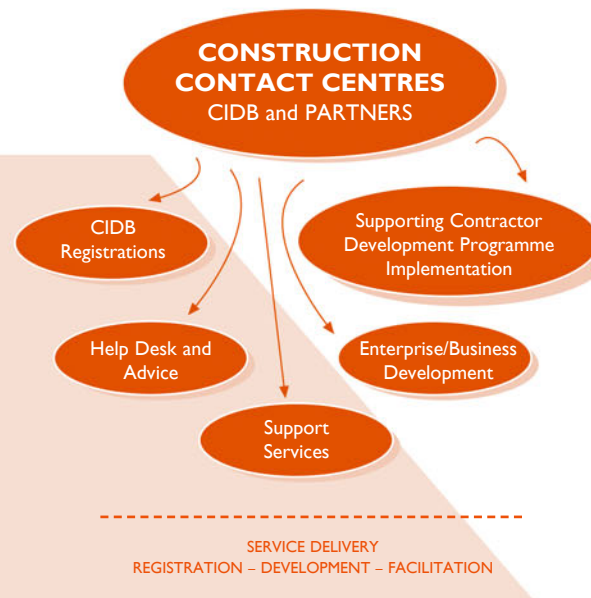 CONSTRUCTION
CONTACT CENTRES
CIDB and PARTNERS
CIDB
Registrations
Supporting Contractor
Development Programme
Implementation
Help Desk and
Advice
Enterprise/Business
Development
Support
Services
SERVICE DELIVERY
REGISTRATION – DEVELOPMENT – FACILITATION